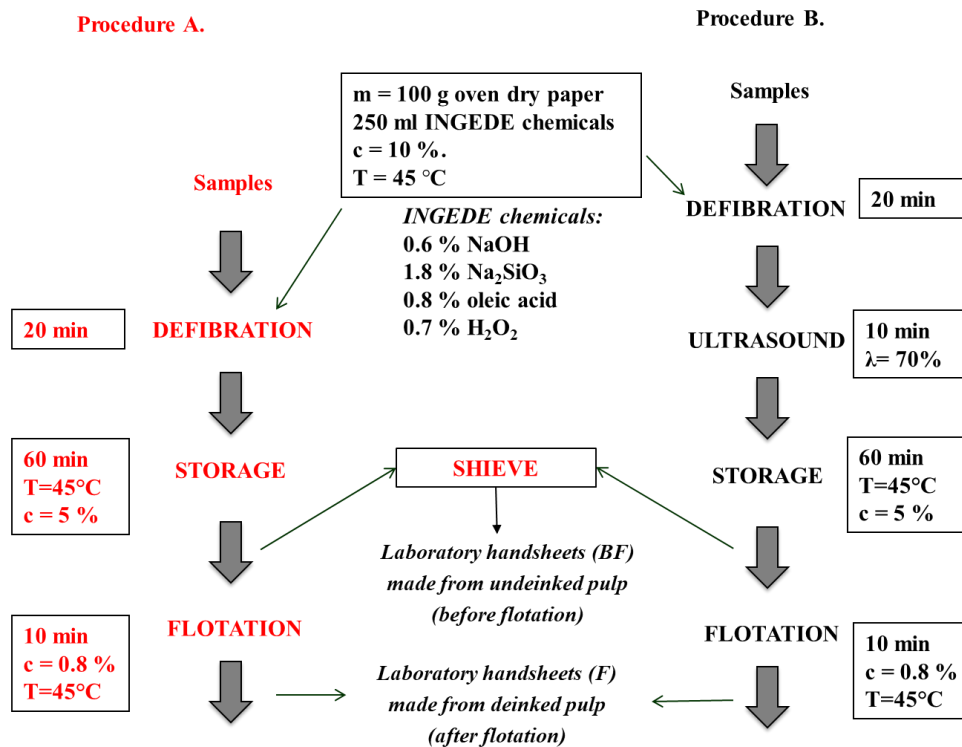 Procedure A.
Procedure B.
m = 100 g oven dry paper
250 ml INGEDE chemicals
c = 10 %.
T = 45 °C
Samples
Samples
DEFIBRATION
20 min
INGEDE chemicals:
0.6 % NaOH
1.8 % Na₂SiO₃
0.8 % oleic acid
0.7 % H₂O₂
20 min
DEFIBRATION
ULTRASOUND
10 min
λ= 70%
60 min
T=45°C
c = 5 %
STORAGE
SHIEVE
STORAGE
60 min
T=45°C
c = 5 %
Laboratory handsheets (BF)
made from undeinked pulp
(before flotation)
10 min
c = 0.8 %
T=45°C
FLOTATION
FLOTATION
10 min
c = 0.8 %
T=45°C
Laboratory handsheets (F)
made from deinked pulp
(after flotation)